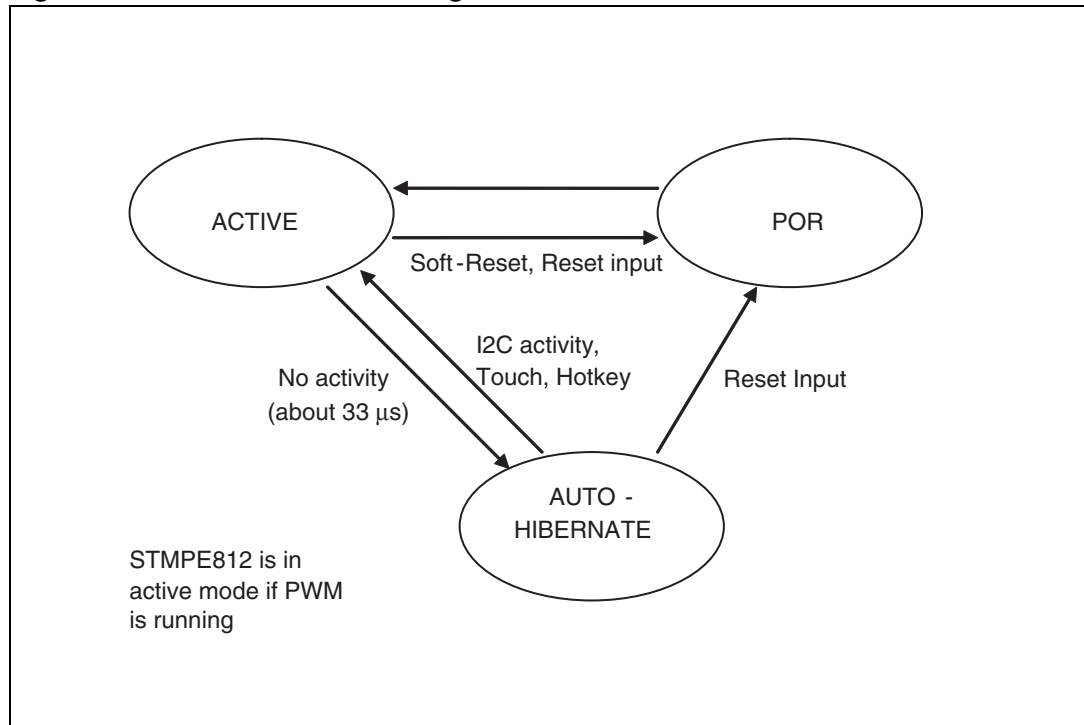 ACTIVE
POR
Soft-Reset, Reset input
I2C activity,
Touch, Hotkey
No activity
(about 33 μs)
Reset Input
AUTO -
HIBERNATE
STMPE812 is in
active mode if PWM
is running